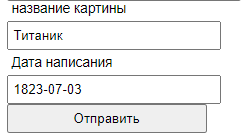 название картины
Титаник
Дата написания
1823-07-03
Отправить